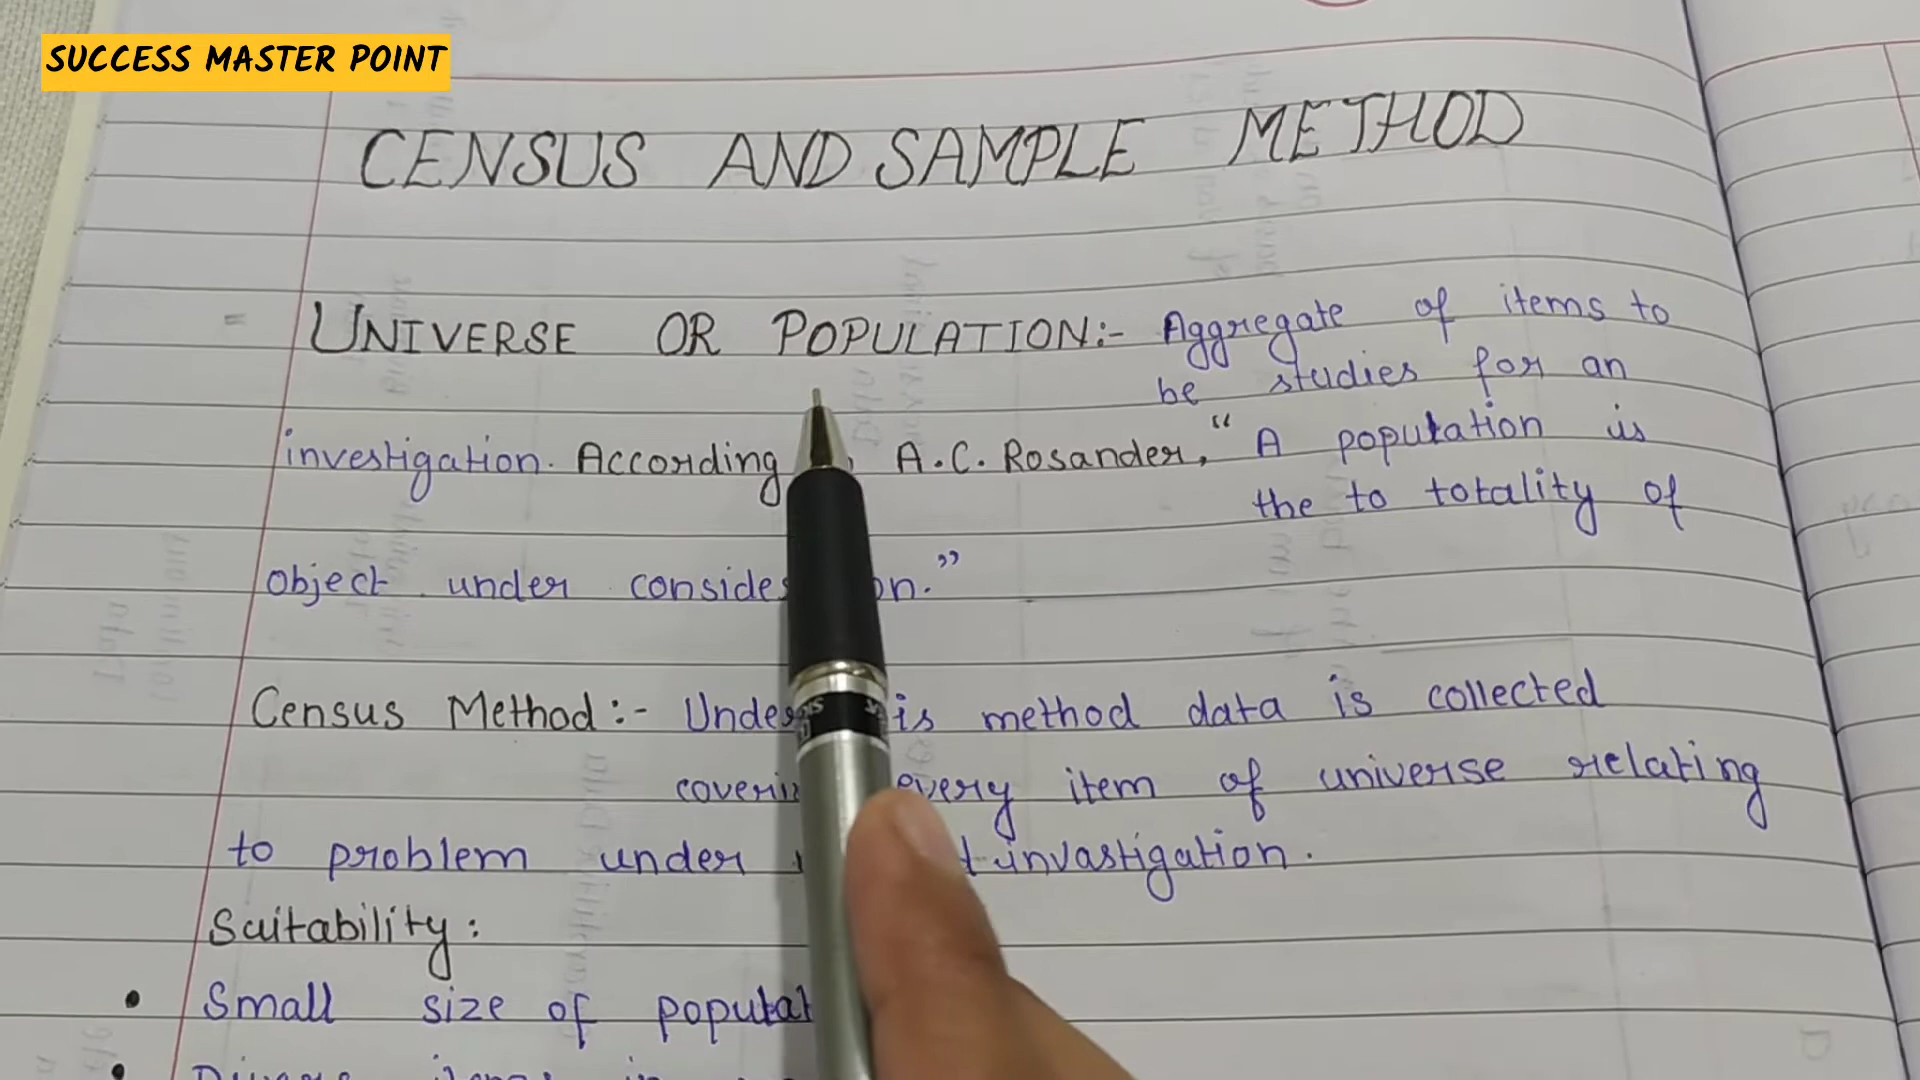 SUCCESS MASTER POINT
CENSUS AND SAMPLE METHOD
= UNIVERSE OR POPULATION:- Aggregate of items to
be studies for an
investigation. According A.C. Rosander, “ A population is
the to totality of
object under .”
Census Method:- is method data is collected
every item of universe relating
to problem under invastigation.
Suitability:
• Small size of
•